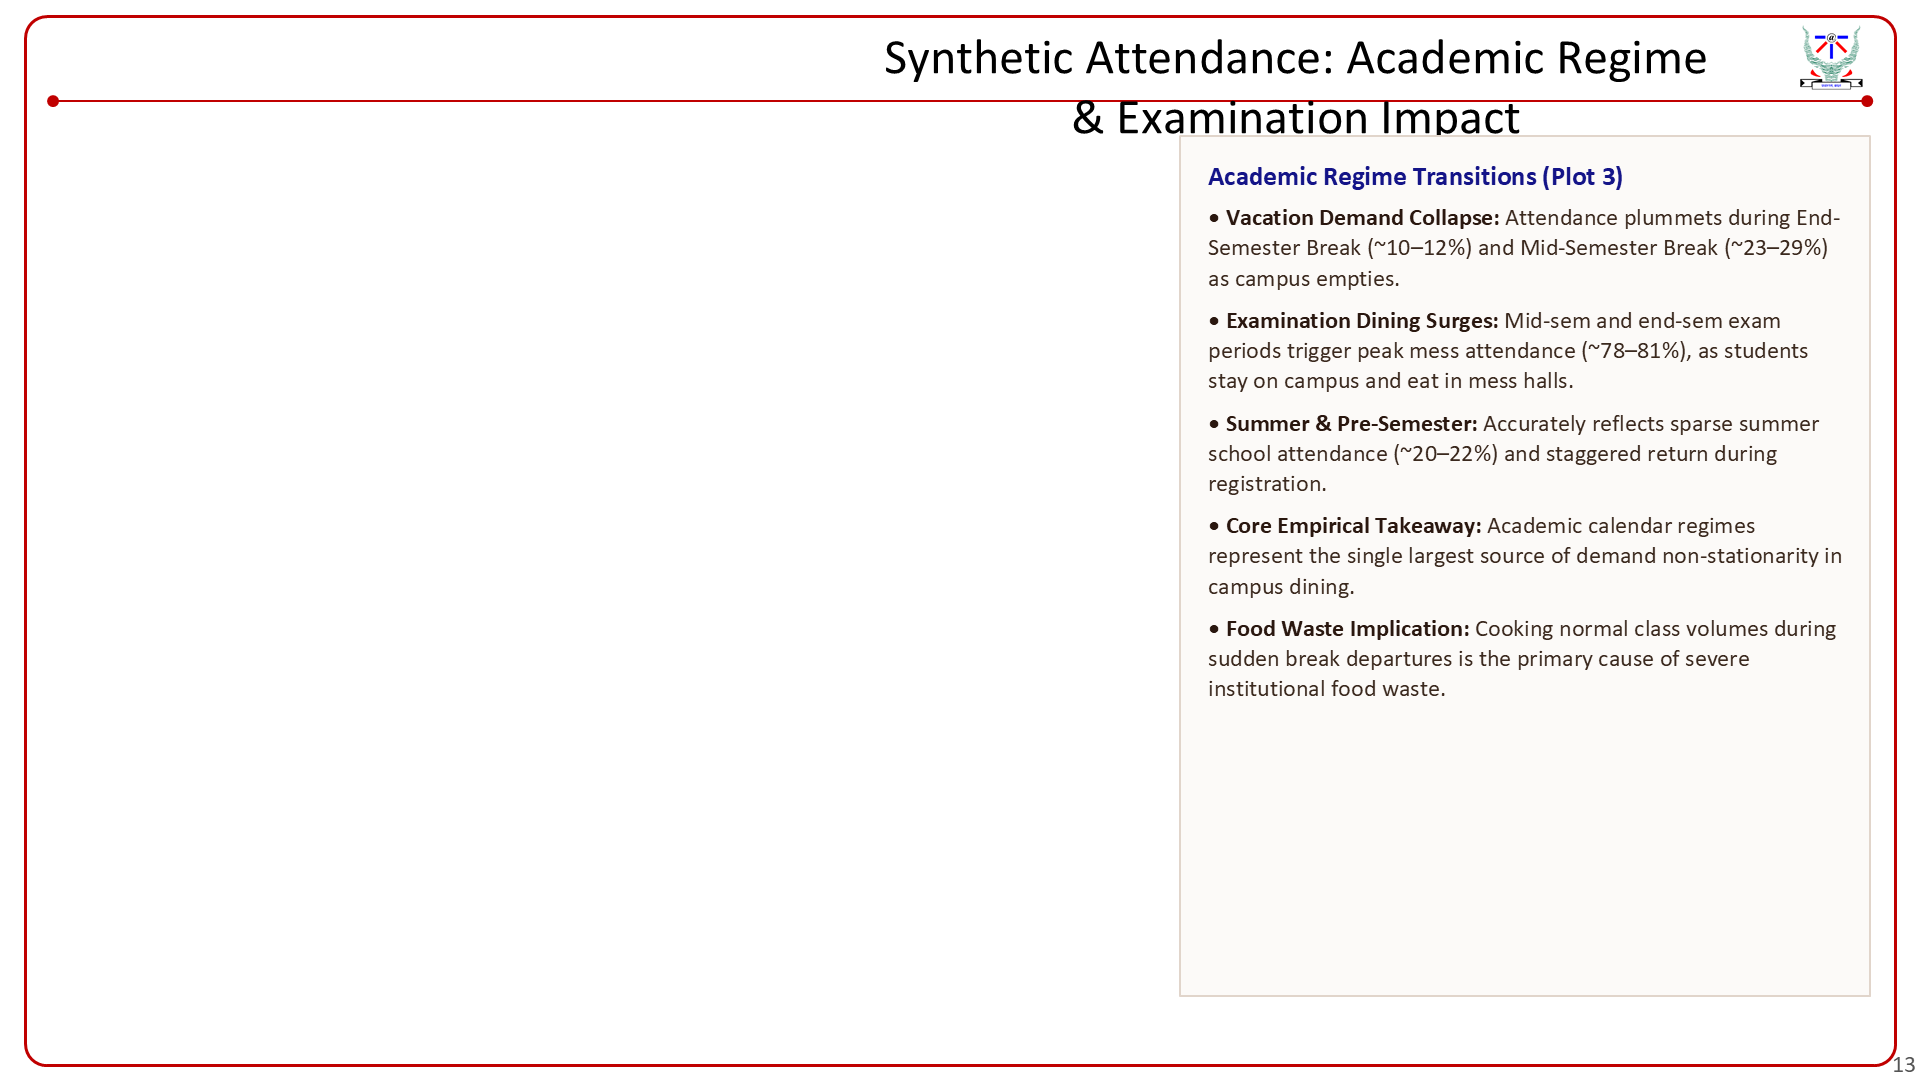 Synthetic Attendance: Academic Regime
& Examination Impact
Academic Regime Transitions (Plot 3)
• Vacation Demand Collapse: Attendance plummets during End-
Semester Break (~10–12%) and Mid-Semester Break (~23–29%)
as campus empties.
• Examination Dining Surges: Mid-sem and end-sem exam
periods trigger peak mess attendance (~78–81%), as students
stay on campus and eat in mess halls.
• Summer & Pre-Semester: Accurately reflects sparse summer
school attendance (~20–22%) and staggered return during
registration.
• Core Empirical Takeaway: Academic calendar regimes
represent the single largest source of demand non-stationarity in
campus dining.
• Food Waste Implication: Cooking normal class volumes during
sudden break departures is the primary cause of severe
institutional food waste.
13